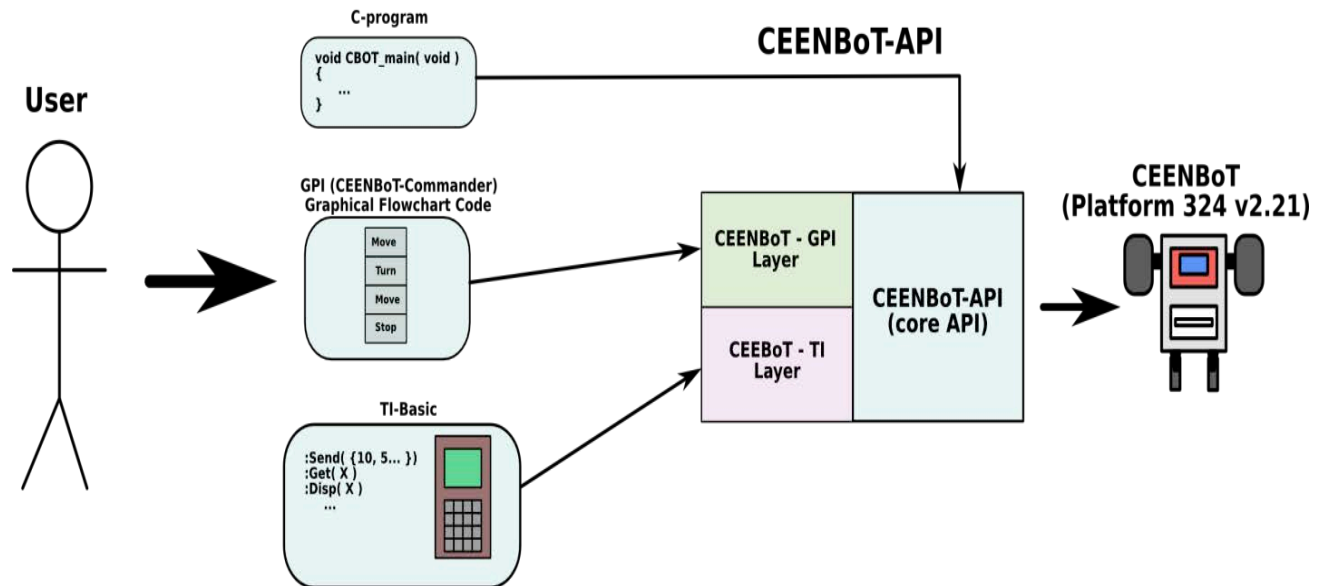 C-program
void CBOT_main( void )
{
...
}
CEENBoT-API
User
GPI (CEENBoT-Commander)
Graphical Flowchart Code
Move
Turn
Move
Stop
CEENBoT - GPI
Layer
CEEBoT - TI
Layer
CEENBoT-API
(core API)
CEENBoT
(Platform 324 v2.21)
TI-Basic
:Send( {10, 5... })
:Get( X )
:Disp( X )
...